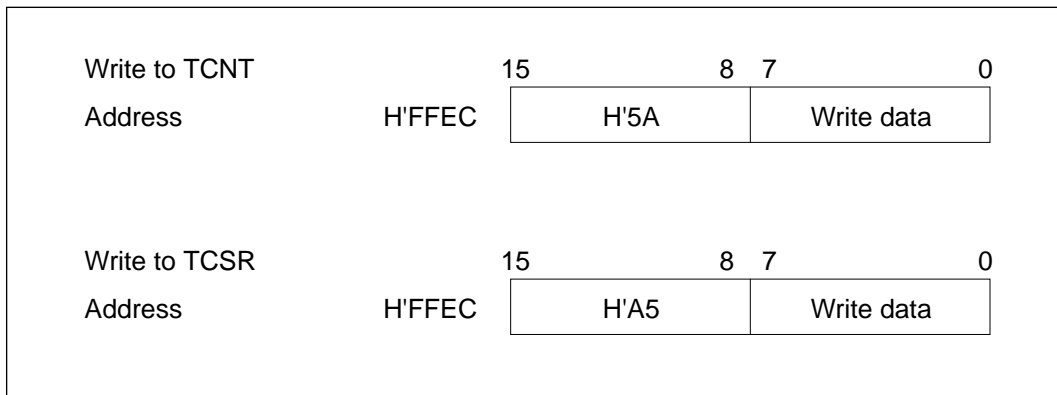 Write to TCNT 15 8 7 0
Address H'FFEC H'5A Write data
Write to TCSR 15 8 7 0
Address H'FFEC H'A5 Write data